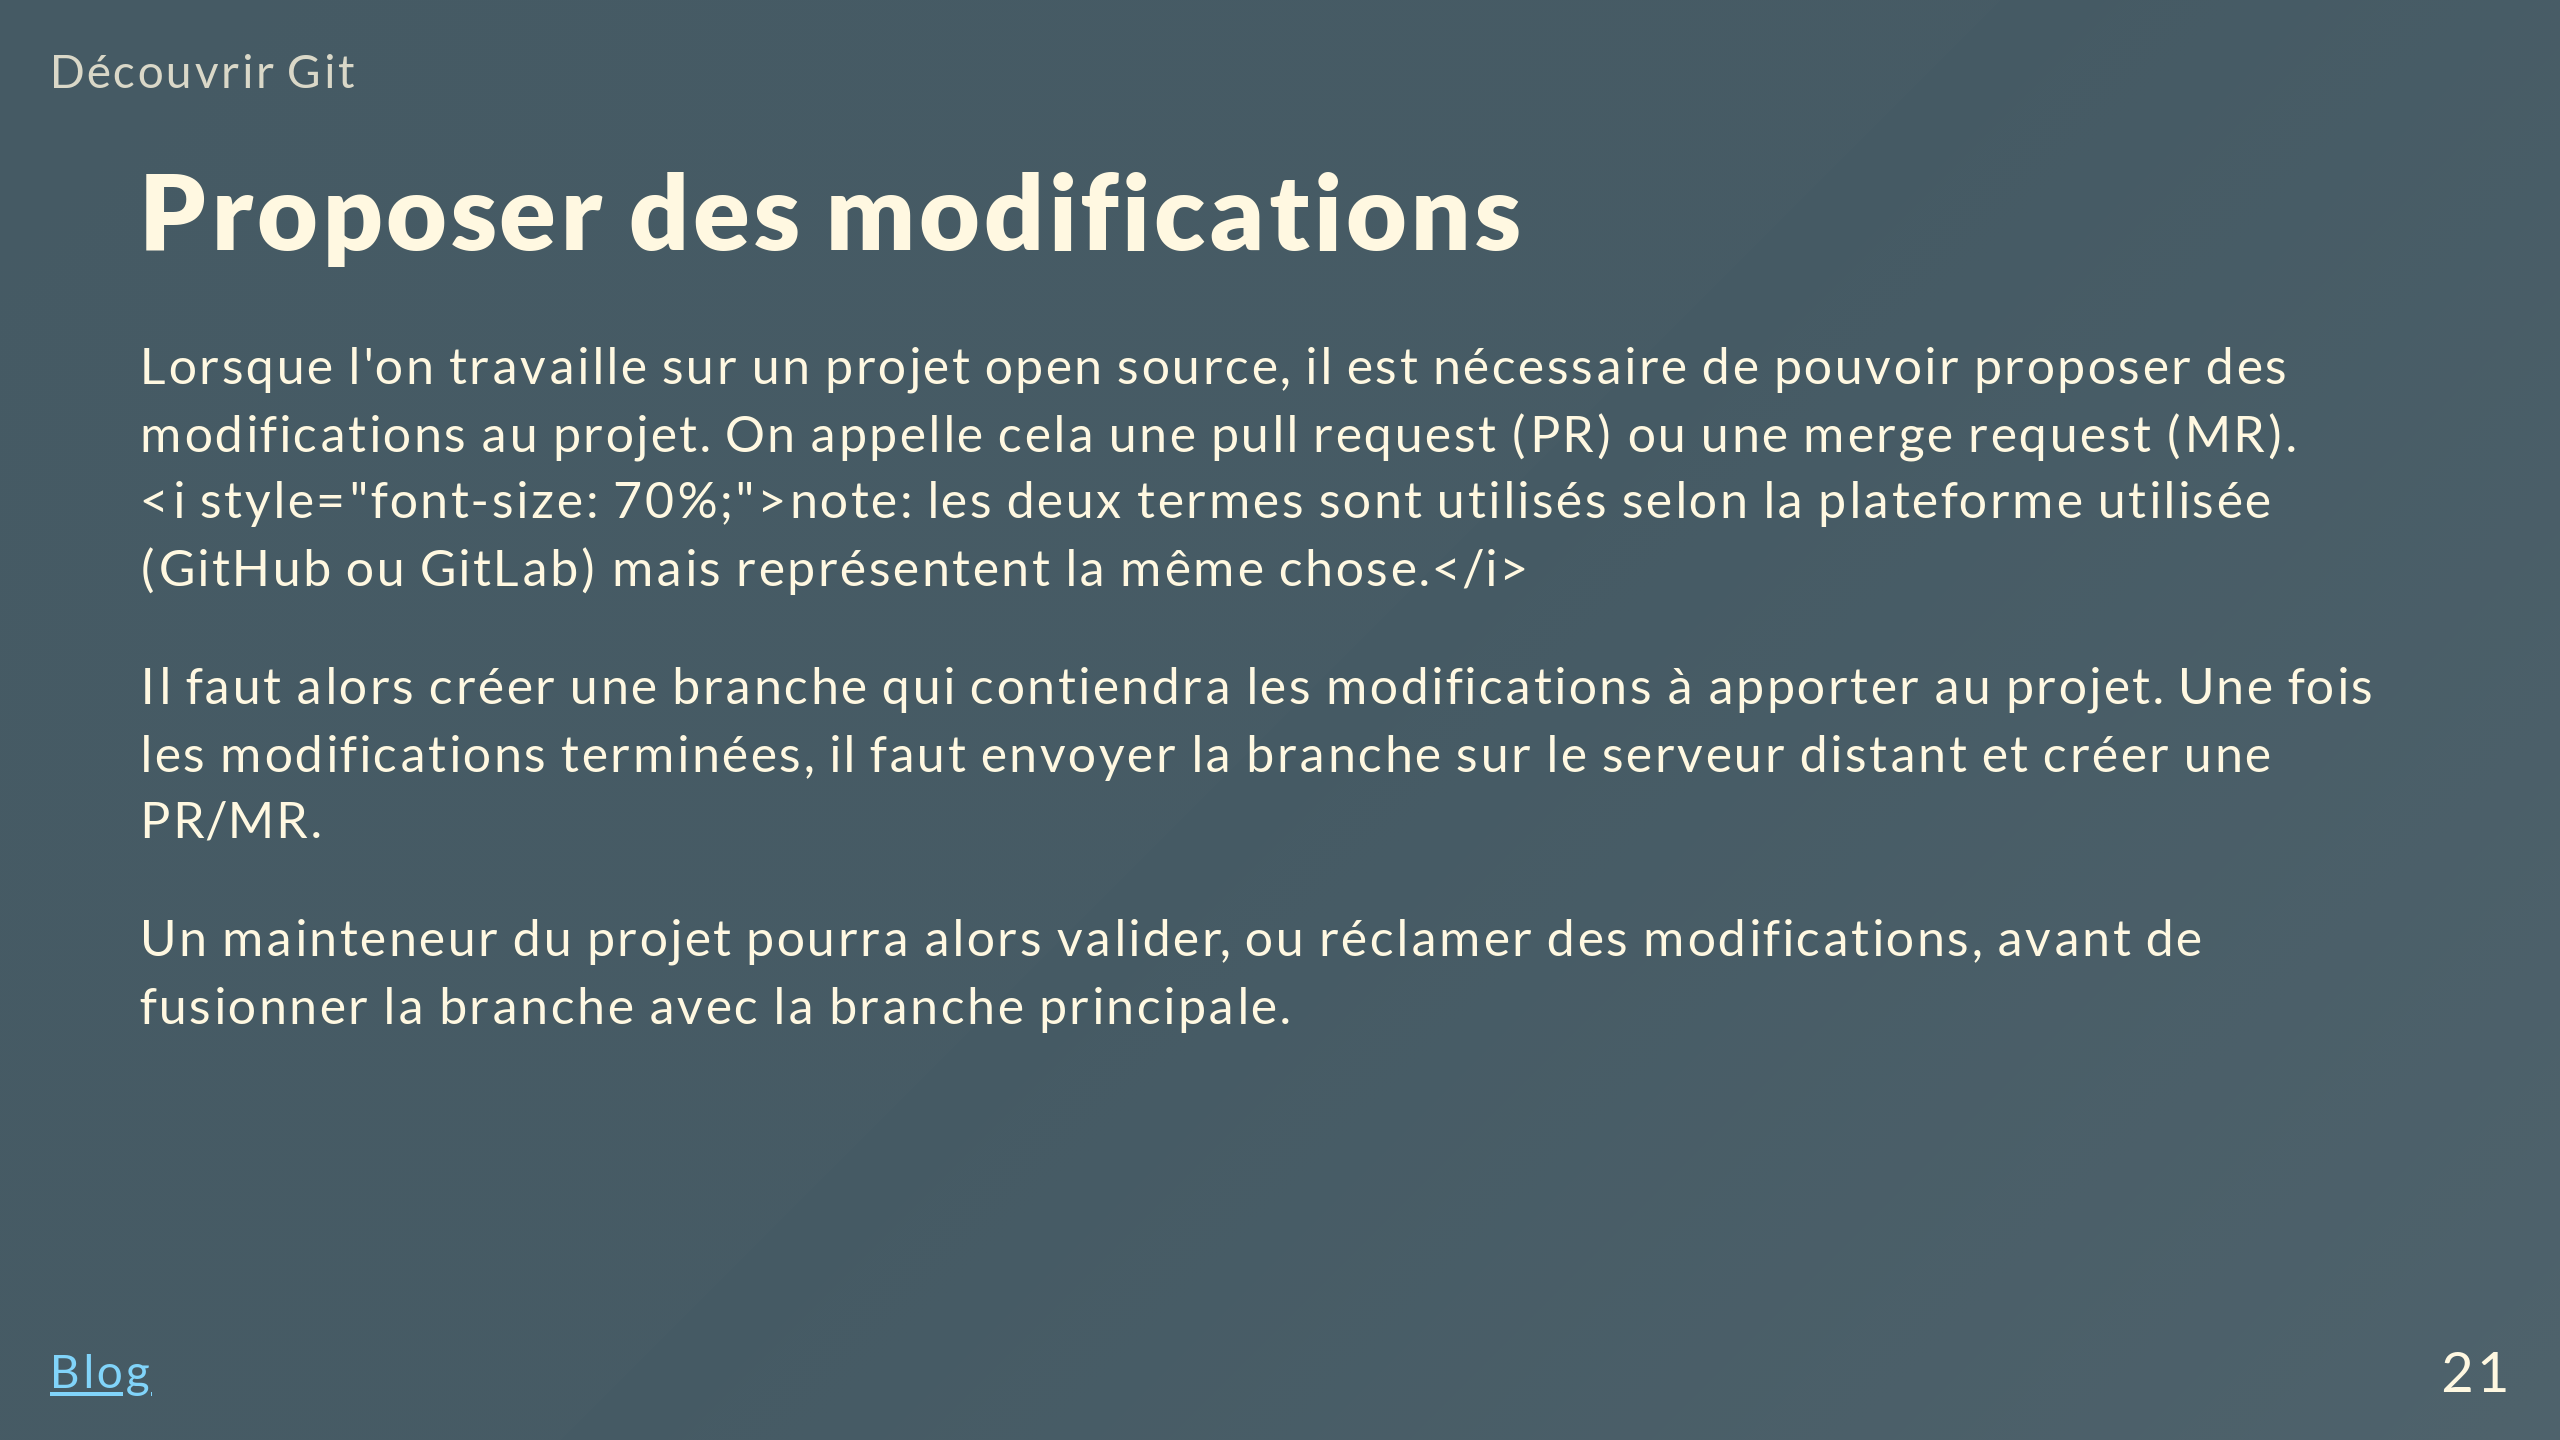 Découvrir Git
Proposer des modifications
Lorsque l'on travaille sur un projet open source, il est nécessaire de pouvoir proposer des
modifications au projet. On appelle cela une pull request (PR) ou une merge request (MR).
<i style="font-size: 70%;">note: les deux termes sont utilisés selon la plateforme utilisée
(GitHub ou GitLab) mais représentent la même chose.</i>
Il faut alors créer une branche qui contiendra les modifications à apporter au projet. Une fois
les modifications terminées, il faut envoyer la branche sur le serveur distant et créer une
PR/MR.
Un mainteneur du projet pourra alors valider, ou réclamer des modifications, avant de
fusionner la branche avec la branche principale.
Blog
21